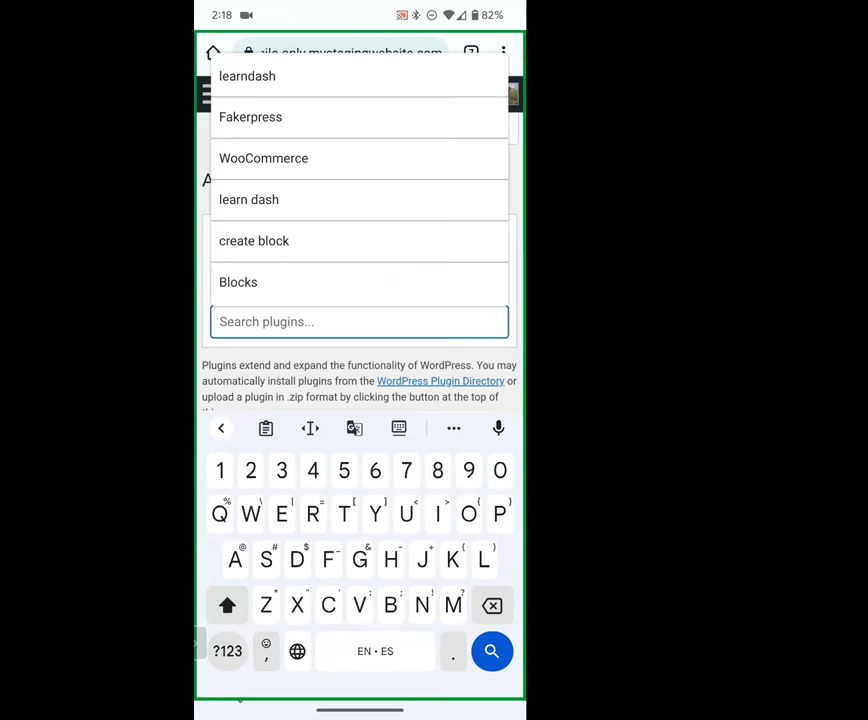 2:18 82%
ile-only.mystagingwebsite.com 7
learndash
Fakerpress
WooCommerce
learn dash
create block
Blocks
A
Search plugins...
Plugins extend and expand the functionality of WordPress. You may
automatically install plugins from the WordPress Plugin Directory or
upload a plugin in .zip format by clicking the button at the top of
1 2 3 4 5 6 7 8 9 0
% \ | = [ ] < > { }
Q W E R T Y U I O P
@ # $ - & - + ( )
A S D F G H J K L
* " ' : ; ! ?
Z X C V B N M
?123 , EN • ES .